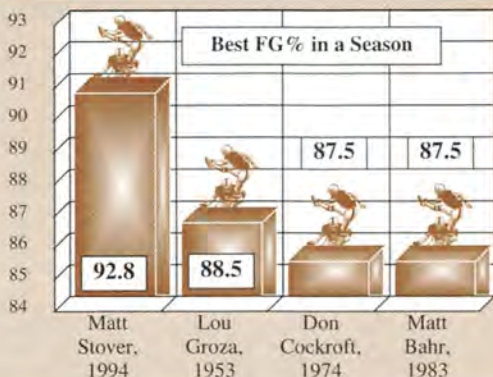 93
92
91
90
89
88
87
86
85
84
Best FG% in a Season
92.8
88.5
87.5
87.5
Matt
Stover,
1994
Lou
Groza,
1953
Don
Cockroft,
1974
Matt
Bahr,
1983